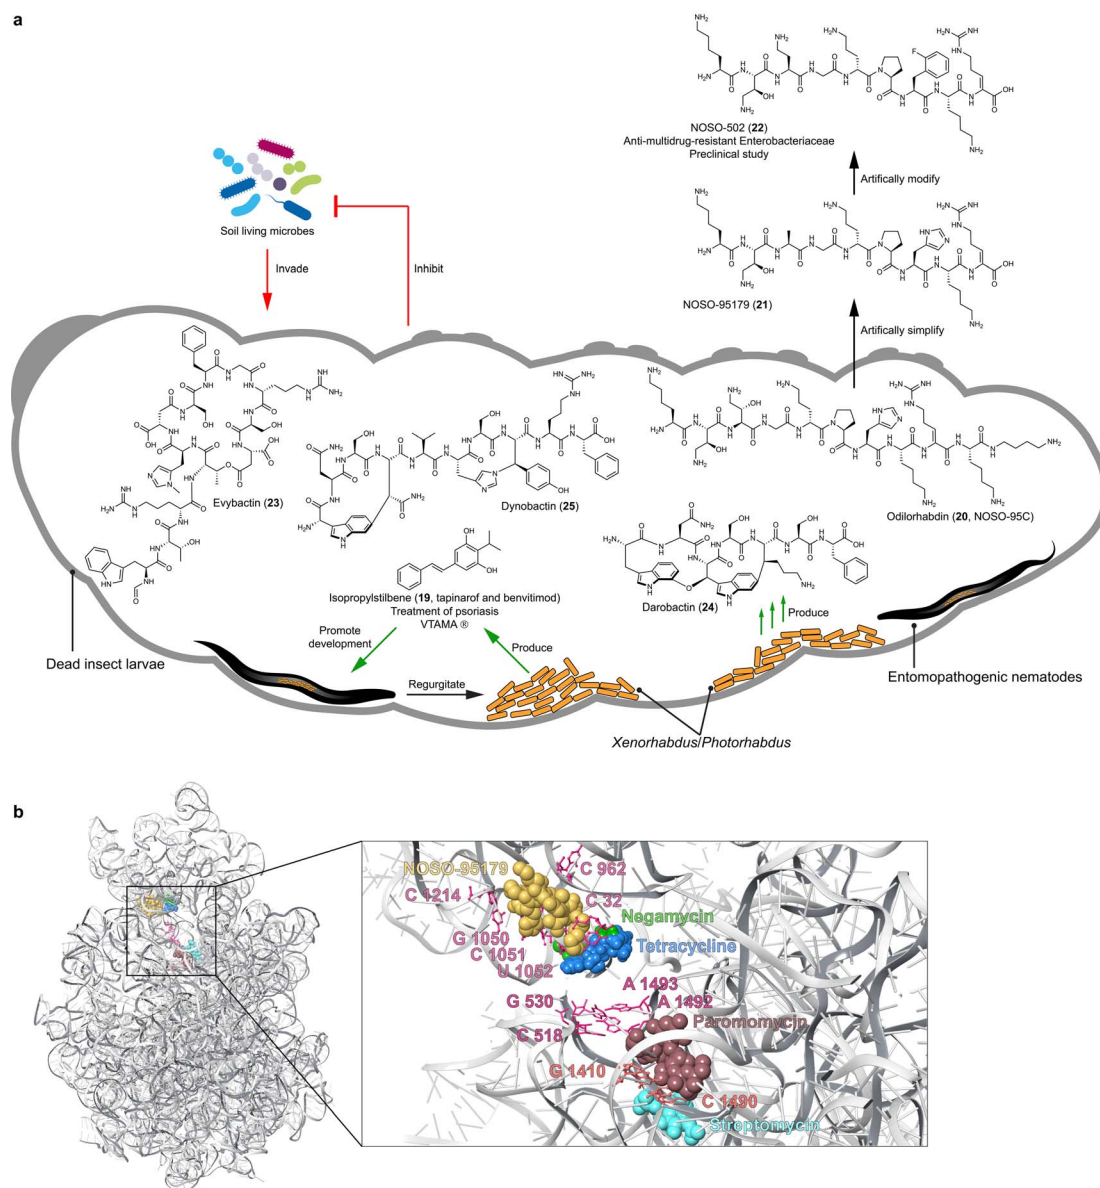 a
NOSO-502 (22)
Anti-multidrug-resistant Enterobacteriaceae
Preclinical study
Artifically modify
NOSO-95179 (21)
Artifically simplify
Soil living microbes
Invade
Inhibit
Evybactin (23)
Dynobactin (25)
Odilorhabdin (20, NOSO-95C)
Isopropylstilbene (19, tapinarof and benvitimod)
Treatment of psoriasis
VTAMA ®
Darobactin (24)
Promote
development
Produce
Produce
Dead insect larvae
Regurgitate
Entomopathogenic nematodes
Xenorhabdus/Photorhabdus
b
NOSO-95179
C 962
C 1214
C 32
Negamycin
G 1050
Tetracycline
C 1051
U 1052
A 1493
G 530
A 1492
Paromomycin
C 518
G 1410
C 1490
Streptomycin